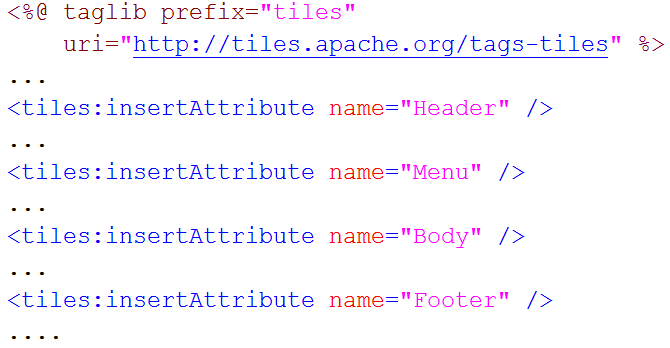 <%@ taglib prefix="tiles"
uri="http://tiles.apache.org/tags-tiles" %>
...
<tiles:insertAttribute name="Header" />
...
<tiles:insertAttribute name="Menu" />
...
<tiles:insertAttribute name="Body" />
...
<tiles:insertAttribute name="Footer" />
....